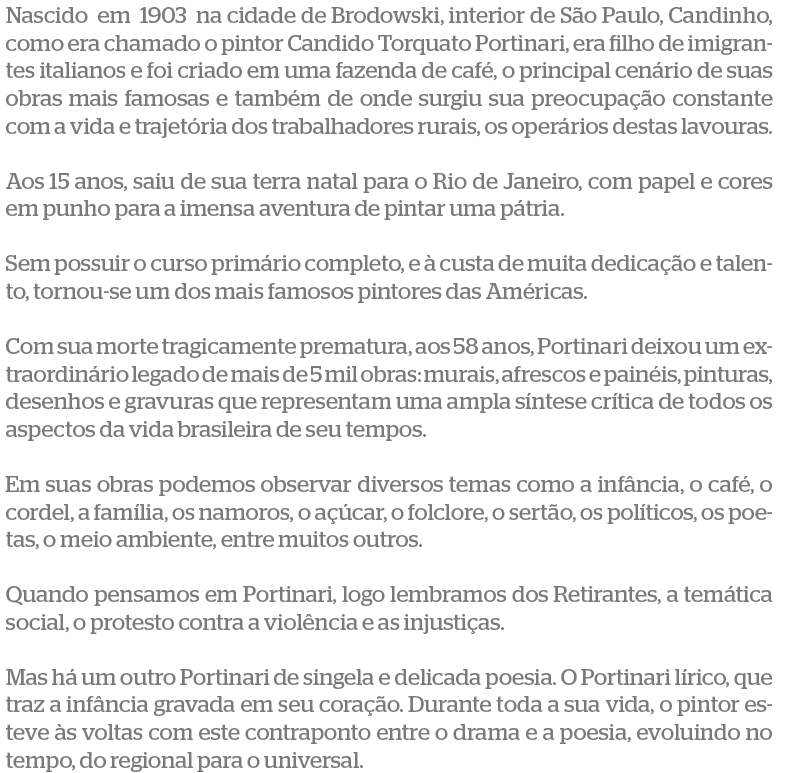 Nascido em 1903 na cidade de Brodowski, interior de São Paulo, Candinho,
como era chamado o pintor Candido Torquato Portinari, era filho de imigran-
tes italianos e foi criado em uma fazenda de café, o principal cenário de suas
obras mais famosas e também de onde surgiu sua preocupação constante
com a vida e trajetória dos trabalhadores rurais, os operários destas lavouras.
Aos 15 anos, saiu de sua terra natal para o Rio de Janeiro, com papel e cores
em punho para a imensa aventura de pintar uma pátria.
Sem possuir o curso primário completo, e à custa de muita dedicação e talen-
to, tornou-se um dos mais famosos pintores das Américas.
Com sua morte tragicamente prematura, aos 58 anos, Portinari deixou um ex-
traordinário legado de mais de 5 mil obras: murais, afrescos e painéis, pinturas,
desenhos e gravuras que representam uma ampla síntese crítica de todos os
aspectos da vida brasileira de seu tempos.
Em suas obras podemos observar diversos temas como a infância, o café, o
cordel, a família, os namoros, o açúcar, o folclore, o sertão, os políticos, os poe-
tas, o meio ambiente, entre muitos outros.
Quando pensamos em Portinari, logo lembramos dos Retirantes, a temática
social, o protesto contra a violência e as injustiças.
Mas há um outro Portinari de singela e delicada poesia. O Portinari lírico, que
traz a infância gravada em seu coração. Durante toda a sua vida, o pintor es-
teve às voltas com este contraponto entre o drama e a poesia, evoluindo no
tempo, do regional para o universal.